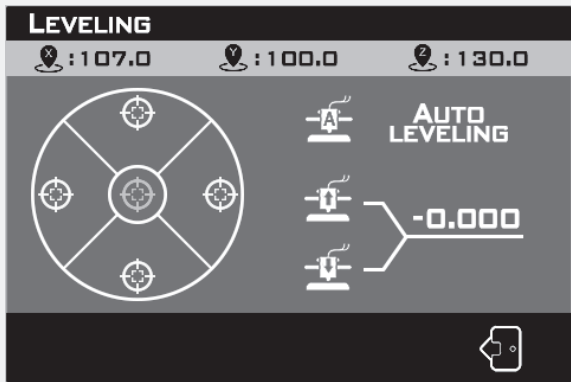 LEVELING
X :107.0 Y :100.0 Z :130.0
A AUTO
LEVELING
-0.000